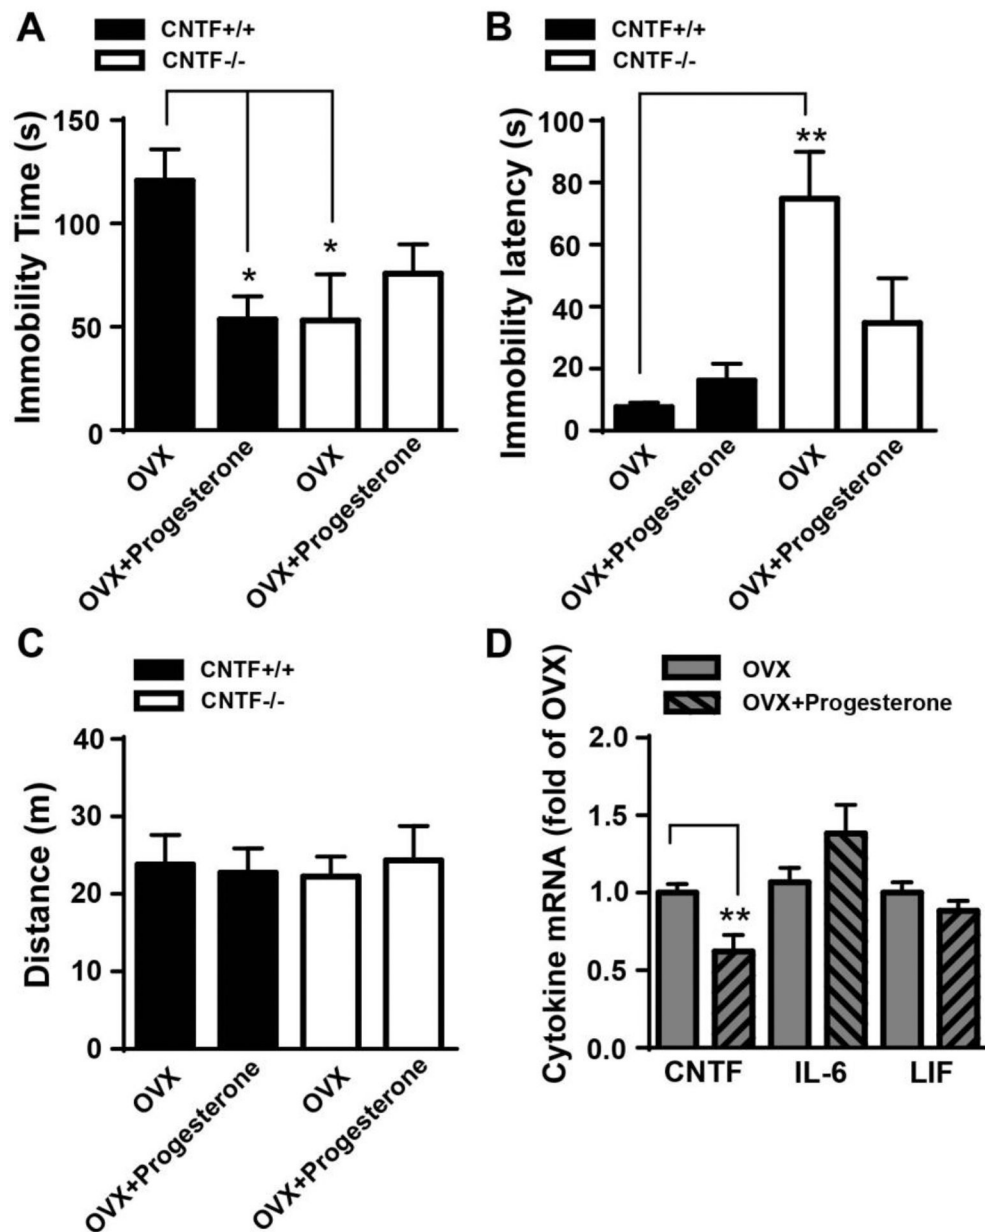 A
CNTF+/+
CNTF-/-
Immobility Time (s)
150
100
50
0
*
*
OVX
OVX+Progesterone
OVX
OVX+Progesterone
B
CNTF+/+
CNTF-/-
Immobility latency (s)
100
80
60
40
20
0
**
OVX
OVX+Progesterone
OVX
OVX+Progesterone
C
CNTF+/+
CNTF-/-
Distance (m)
40
30
20
10
0
OVX
OVX+Progesterone
OVX
OVX+Progesterone
D
OVX
OVX+Progesterone
Cytokine mRNA (fold of OVX)
2.0
1.5
1.0
0.5
0.0
**
CNTF
IL-6
LIF